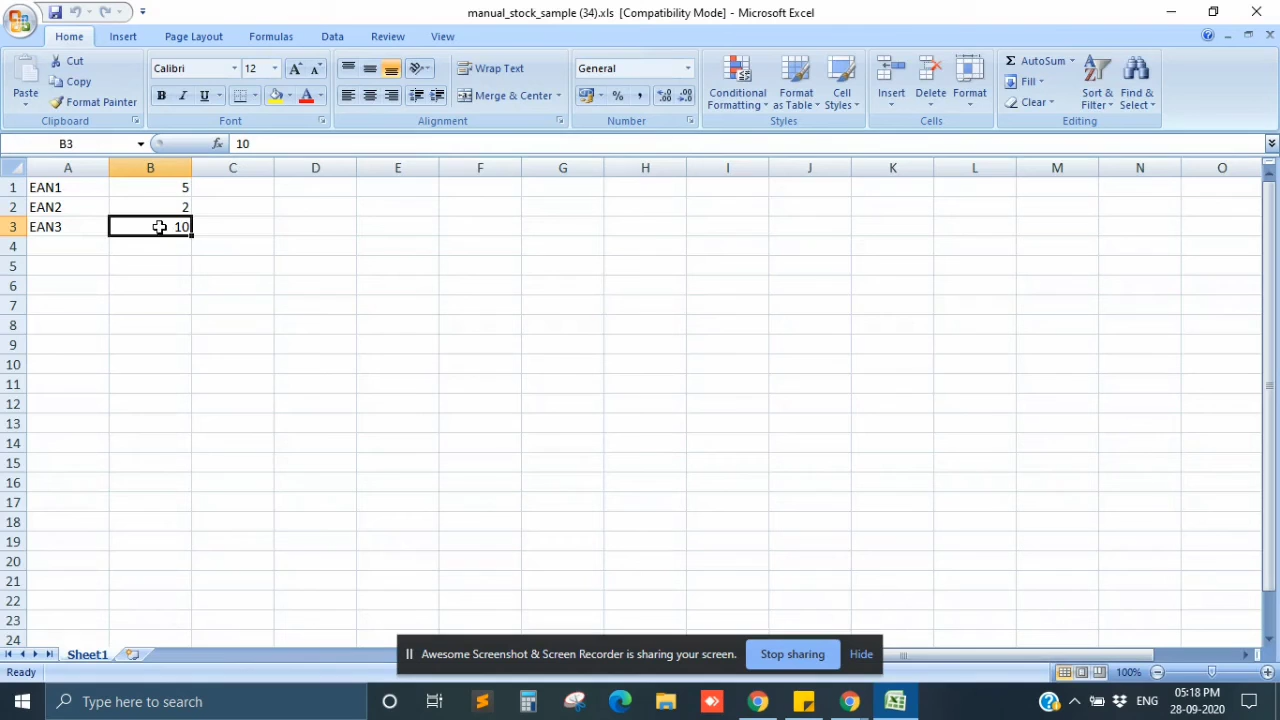 manual_stock_sample (34).xls [Compatibility Mode] - Microsoft Excel
Home Insert Page Layout Formulas Data Review View
Paste
Cut
Copy
Format Painter
Clipboard
Calibri 12
B I U
Font
Wrap Text
Merge & Center
Alignment
General
%
Number
Conditional Formatting
Format as Table
Cell Styles
Styles
Insert Delete Format
Cells
AutoSum
Fill
Clear
Sort & Filter
Find & Select
Editing
B3 fx 10
A B C D E F G H I J K L M N O
1 EAN1 5
2 EAN2 2
3 EAN3 10
4
5
6
7
8
9
10
11
12
13
14
15
16
17
18
19
20
21
22
23
24
Awesome Screenshot & Screen Recorder is sharing your screen. Stop sharing Hide
Sheet1
Ready 100%
Type here to search
ENG
05:18 PM
28-09-2020